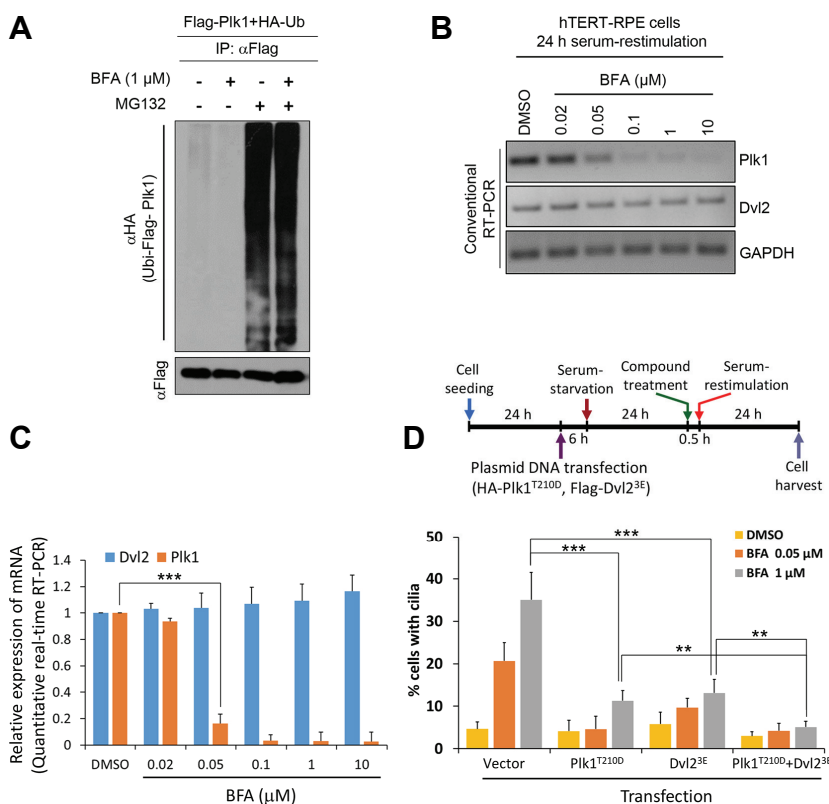 A
Flag-Plk1+HA-Ub
IP: αFlag
BFA (1 µM) - + - +
MG132 - - + +
αHA
(Ubi-Flag- Plk1)
αFlag
B
hTERT-RPE cells
24 h serum-restimulation
BFA (µM)
DMSO 0.02 0.05 0.1 1 10
Conventional
RT-PCR
Plk1
Dvl2
GAPDH
C
Dvl2 Plk1
Relative expression of mRNA
(Quantitative real-time RT-PCR)
1.4
1.2
1
0.8
0.6
0.4
0.2
0
***
DMSO 0.02 0.05 0.1 1 10
BFA (µM)
D
Cell
seeding
Serum-
starvation
Compound
treatment
Serum-
restimulation
24 h 24 h 24 h
6 h 0.5 h
Plasmid DNA transfection
(HA-Plk1T210D, Flag-Dvl23E)
Cell
harvest
% cells with cilia
50
40
30
20
10
0
DMSO
BFA 0.05 µM
BFA 1 µM
***
***
**
**
Vector Plk1T210D Dvl23E Plk1T210D+Dvl23E
Transfection